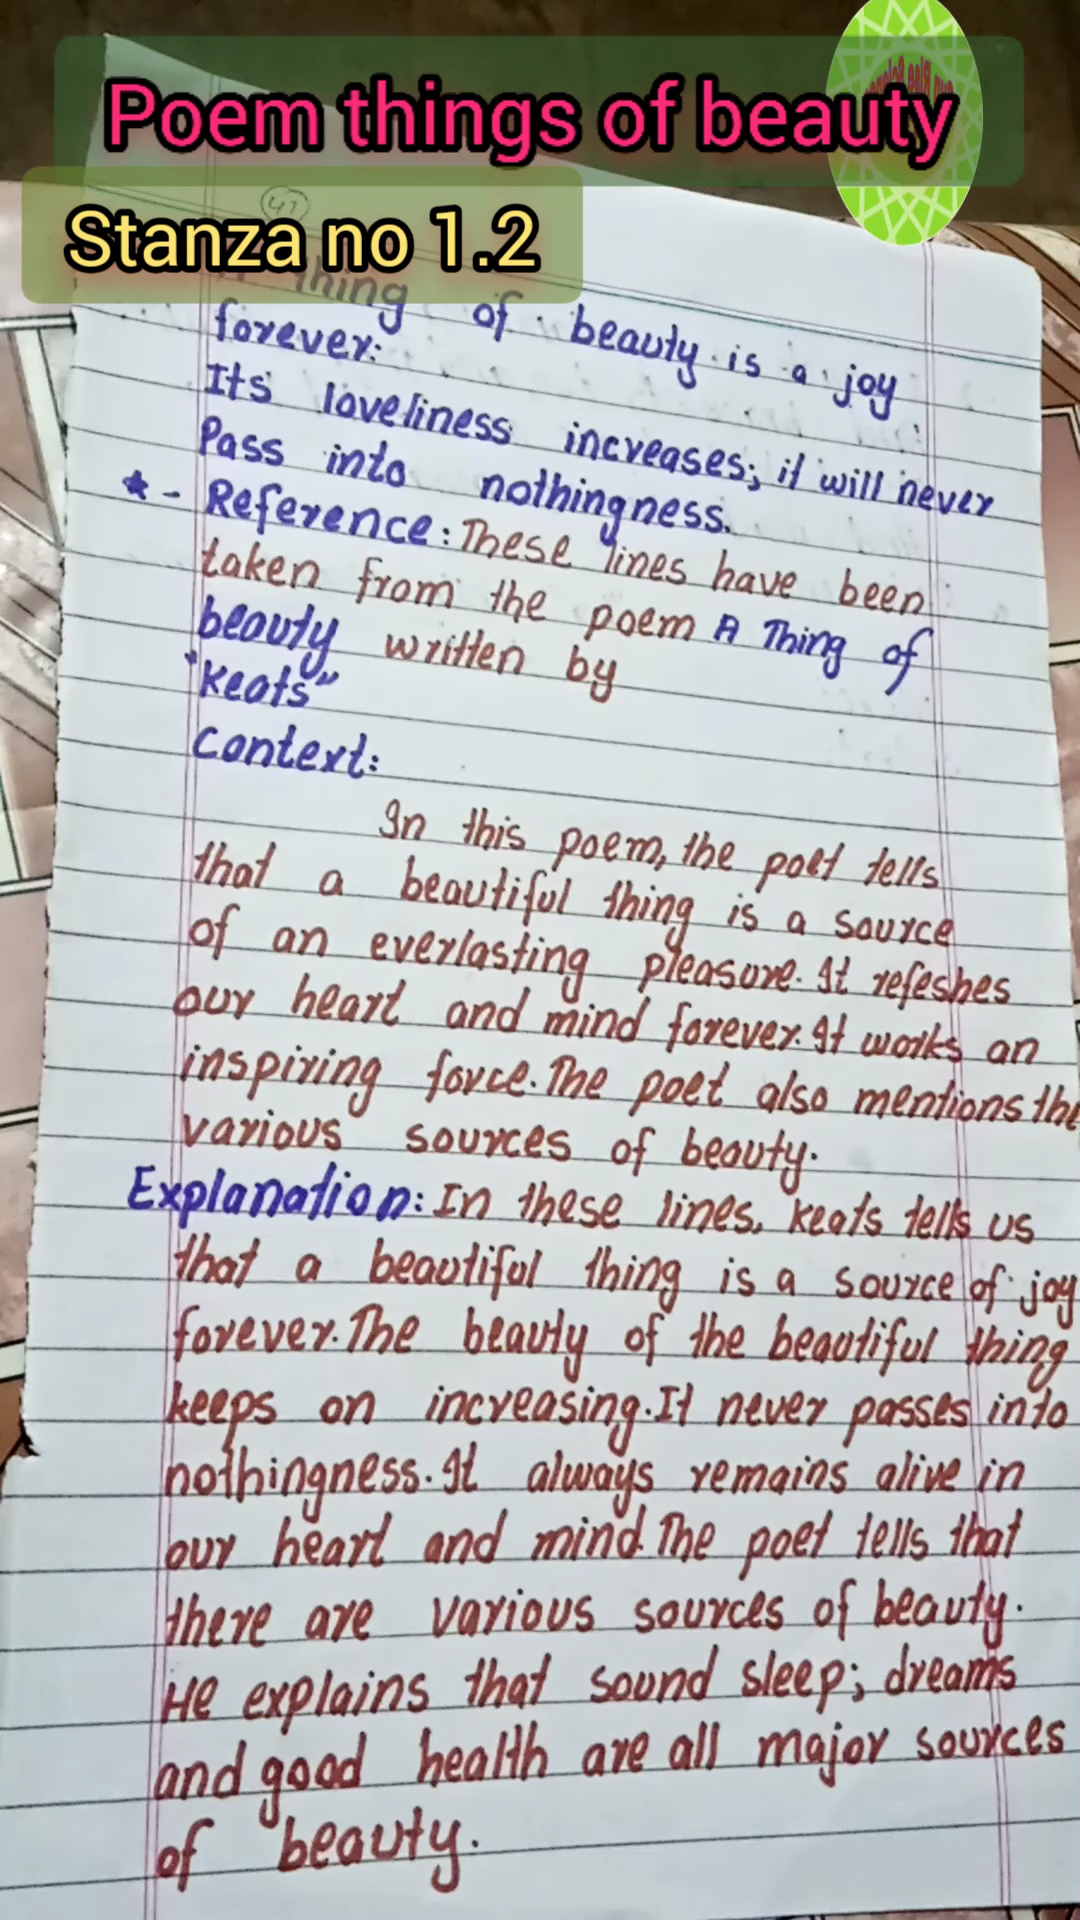 Poem things of beauty
Stanza no 1.2
47
thing of beauty is a joy
forever:
Its loveliness increases; it will never
Pass into nothingness.
* - Reference: These lines have been
taken from the poem A Thing of
beauty written by
"Keats"
Context:
In this poem, the poet tells
that a beautiful thing is a source
of an everlasting pleasure. It refeshes
our heart and mind forever. It works an
inspiring force. The poet also mentions the
various sources of beauty.
Explanation: In these lines, keats tells us
that a beautiful thing is a source of joy
forever. The beauty of the beautiful thing
keeps on increasing. It never passes into
nothingness. It always remains alive in
our heart and mind. The poet tells that
there are various sources of beauty.
He explains that sound sleep; dreams
and good health are all major sources
of beauty.